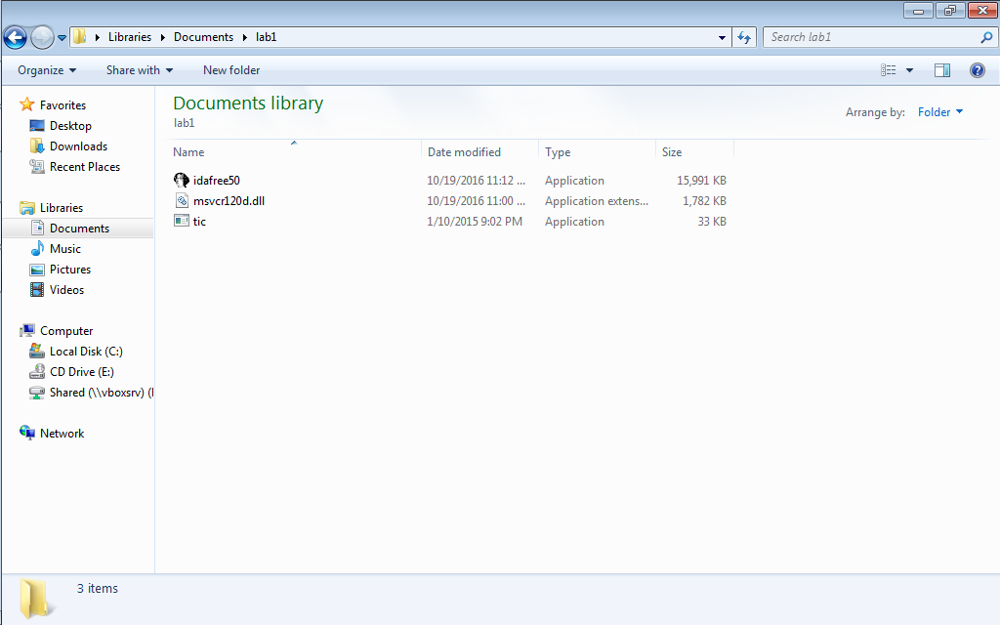 Libraries Documents lab1
Search lab1
Organize Share with New folder
Favorites
Desktop
Downloads
Recent Places
Libraries
Documents
Music
Pictures
Videos
Computer
Local Disk (C:)
CD Drive (E:)
Shared (\\vboxsrv) (
Network
Documents library
lab1
Arrange by: Folder
Name Date modified Type Size
idafree50 10/19/2016 11:12 ... Application 15,991 KB
msvcr120d.dll 10/19/2016 11:00 ... Application extens... 1,782 KB
tic 1/10/2015 9:02 PM Application 33 KB
3 items